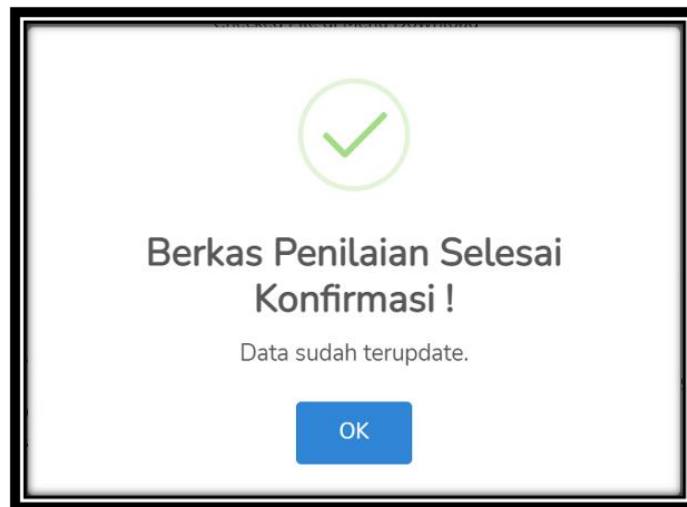 Berkas Penilaian Selesai
Konfirmasi !
Data sudah terupdate.
OK